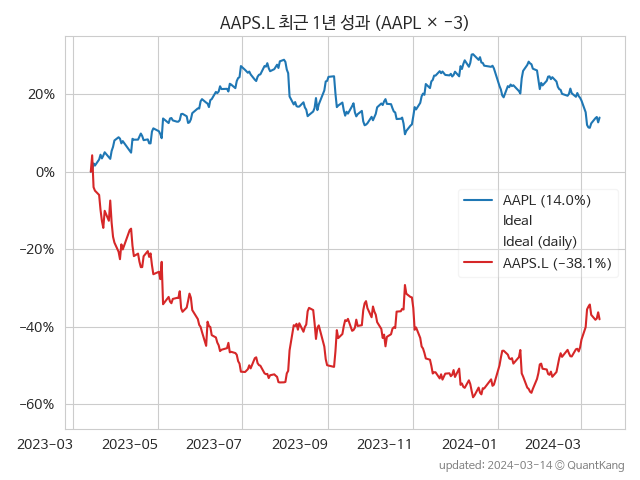 AAPS.L 최근 1년 성과 (AAPL × −3)
20%
0%
−20%
−40%
−60%
AAPL (14.0%)
Ideal
Ideal (daily)
AAPS.L (−38.1%)
2023-03
2023-05
2023-07
2023-09
2023-11
2024-01
2024-03
updated: 2024-03-14 © QuantKang